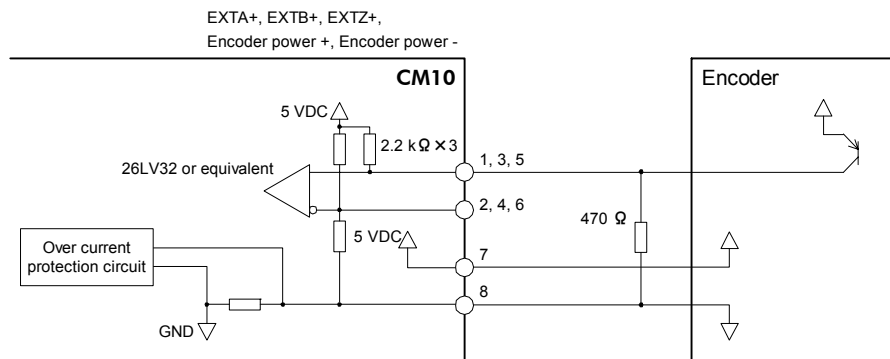 EXTA+, EXTB+, EXTZ+,
Encoder power +, Encoder power -
CM10
Encoder
5 VDC
2.2 kΩ×3
26LV32 or equivalent
1, 3, 5
2, 4, 6
470 Ω
Over current
protection circuit
5 VDC
7
8
GND